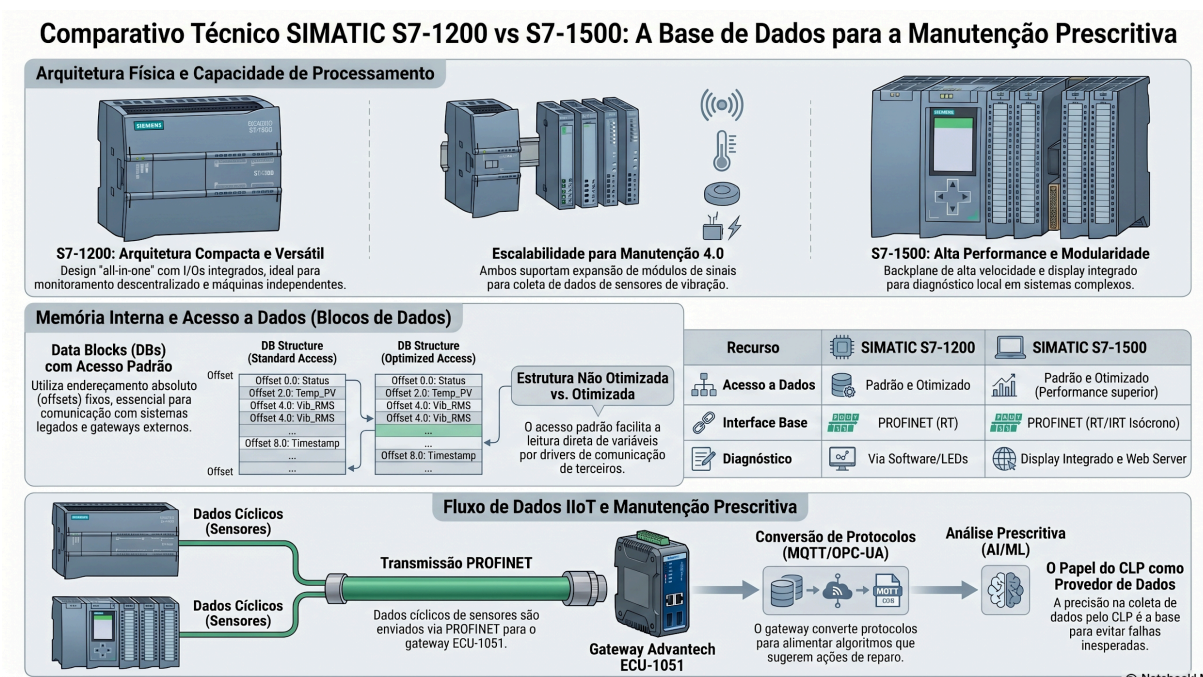 Comparativo Técnico SIMATIC S7-1200 vs S7-1500: A Base de Dados para a Manutenção Prescritiva
Arquitetura Física e Capacidade de Processamento
SIEMENS
SIEMENS
S7-1200: Arquitetura Compacta e Versátil
Design "all-in-one" com I/Os integrados, ideal para
monitoramento descentralizado e máquinas independentes.
Escalabilidade para Manutenção 4.0
Ambos suportam expansão de módulos de sinais
para coleta de dados de sensores de vibração.
S7-1500: Alta Performance e Modularidade
Backplane de alta velocidade e display integrado
para diagnóstico local em sistemas complexos.
Memória Interna e Acesso a Dados (Blocos de Dados)
Data Blocks (DBs)
com Acesso Padrão
Utiliza endereçamento absoluto
(offsets) fixos, essencial para
comunicação com sistemas
legados e gateways externos.
DB Structure
(Standard Access)
Offset
Offset 0.0: Status
Offset 2.0: Temp_PV
Offset 4.0: Vib_RMS
Offset 4.0: Vib_RMS
...
Offset 8.0: Timestamp
...
...
Offset
DB Structure
(Optimized Access)
Offset 0.0: Status
Offset 2.0: Temp_PV
Offset 4.0: Vib_RMS
Offset 4.0: Vib_RMS
...
Offset 8.0: Timestamp
...
Estrutura Não Otimizada
vs. Otimizada
O acesso padrão facilita a
leitura direta de variáveis
por drivers de comunicação
de terceiros.
Recurso
SIMATIC S7-1200
SIMATIC S7-1500
Acesso a Dados
Padrão e Otimizado
Padrão e Otimizado
(Performance superior)
Interface Base
PROFINET (RT)
PROFINET (RT/IRT Isócrono)
Diagnóstico
Via Software/LEDs
Display Integrado e Web Server
Fluxo de Dados IIoT e Manutenção Prescritiva
Dados Cíclicos
(Sensores)
Dados Cíclicos
(Sensores)
Transmissão PROFINET
Dados cíclicos de sensores são
enviados via PROFINET para o
gateway ECU-1051.
Gateway Advantech
ECU-1051
Conversão de Protocolos
(MQTT/OPC-UA)
MOTT
O gateway converte protocolos
para alimentar algoritmos que
sugerem ações de reparo.
Análise Prescritiva
(AI/ML)
O Papel do CLP como
Provedor de Dados
A precisão na coleta de
dados pelo CLP é a base
para evitar falhas
inesperadas.